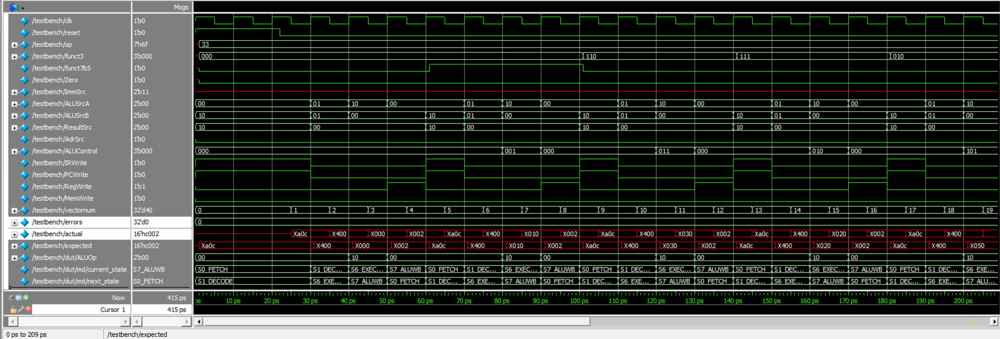 Msgs
/testbench/clk 1'b0
/testbench/reset 1'b0
/testbench/op 7'h6f 33
/testbench/funct3 3'b000 000 110 111 010
/testbench/funct7b5 1'b0
/testbench/Zero 1'b0
/testbench/ImmSrc 2'b11
/testbench/ALUSrcA 2'b00 00 01 10 00 01 10 00 01 10 00 01 10 00 01 10
/testbench/ALUSrcB 2'b00 10 01 00 10 01 00 10 01 00 10 01 00 10 01 00
/testbench/ResultSrc 2'b00 10 00 10 00 10 00 10 00 10 00
/testbench/AdrSrc 1'b0
/testbench/ALUControl 3'b000 000 001 000 011 000 010 000 101
/testbench/IRWrite 1'b0
/testbench/PCWrite 1'b0
/testbench/RegWrite 1'b1
/testbench/MemWrite 1'b0
/testbench/vectornum 32'd40 0 1 2 3 4 5 6 7 8 9 10 11 12 13 14 15 16 17 18 19
/testbench/errors 32'd0 0
/testbench/actual 16'hc002 Xa0c X400 X000 X002 Xa0c X400 X010 X002 Xa0c X400 X030 X002 Xa0c X400 X020 X002 Xa0c X400
/testbench/expected 16'hc002 Xa0c X400 X000 X002 Xa0c X400 X010 X002 Xa0c X400 X030 X002 Xa0c X400 X020 X002 Xa0c X400 X050
/testbench/dut/ALUOp 2'b00 00 10 00 10 00 10 00 10 00 10
/testbench/dut/md/current_state S7_ALUWB S0_FETCH S1_DEC... S6_EXEC... S7_ALUWB S0_FETCH S1_DEC... S6_EXEC... S7_ALUWB S0_FETCH S1_DEC... S6_EXEC... S7_ALUWB S0_FETCH S1_DEC... S6_EXEC... S7_ALUWB S0_FETCH S1_DEC... S6_EXE...
/testbench/dut/md/next_state S0_FETCH S1_DECODE S6_EXE... S7_ALUWB S0_FETCH S1_DEC... S6_EXE... S7_ALUWB S0_FETCH S1_DEC... S6_EXE... S7_ALUWB S0_FETCH S1_DEC... S6_EXE... S7_ALUWB S0_FETCH S1_DEC... S6_EXE... S7_ALU...
Now 415 ps ps 10 ps 20 ps 30 ps 40 ps 50 ps 60 ps 70 ps 80 ps 90 ps 100 ps 110 ps 120 ps 130 ps 140 ps 150 ps 160 ps 170 ps 180 ps 190 ps 200 ps
Cursor 1 415 ps
0 ps to 209 ps /testbench/expected